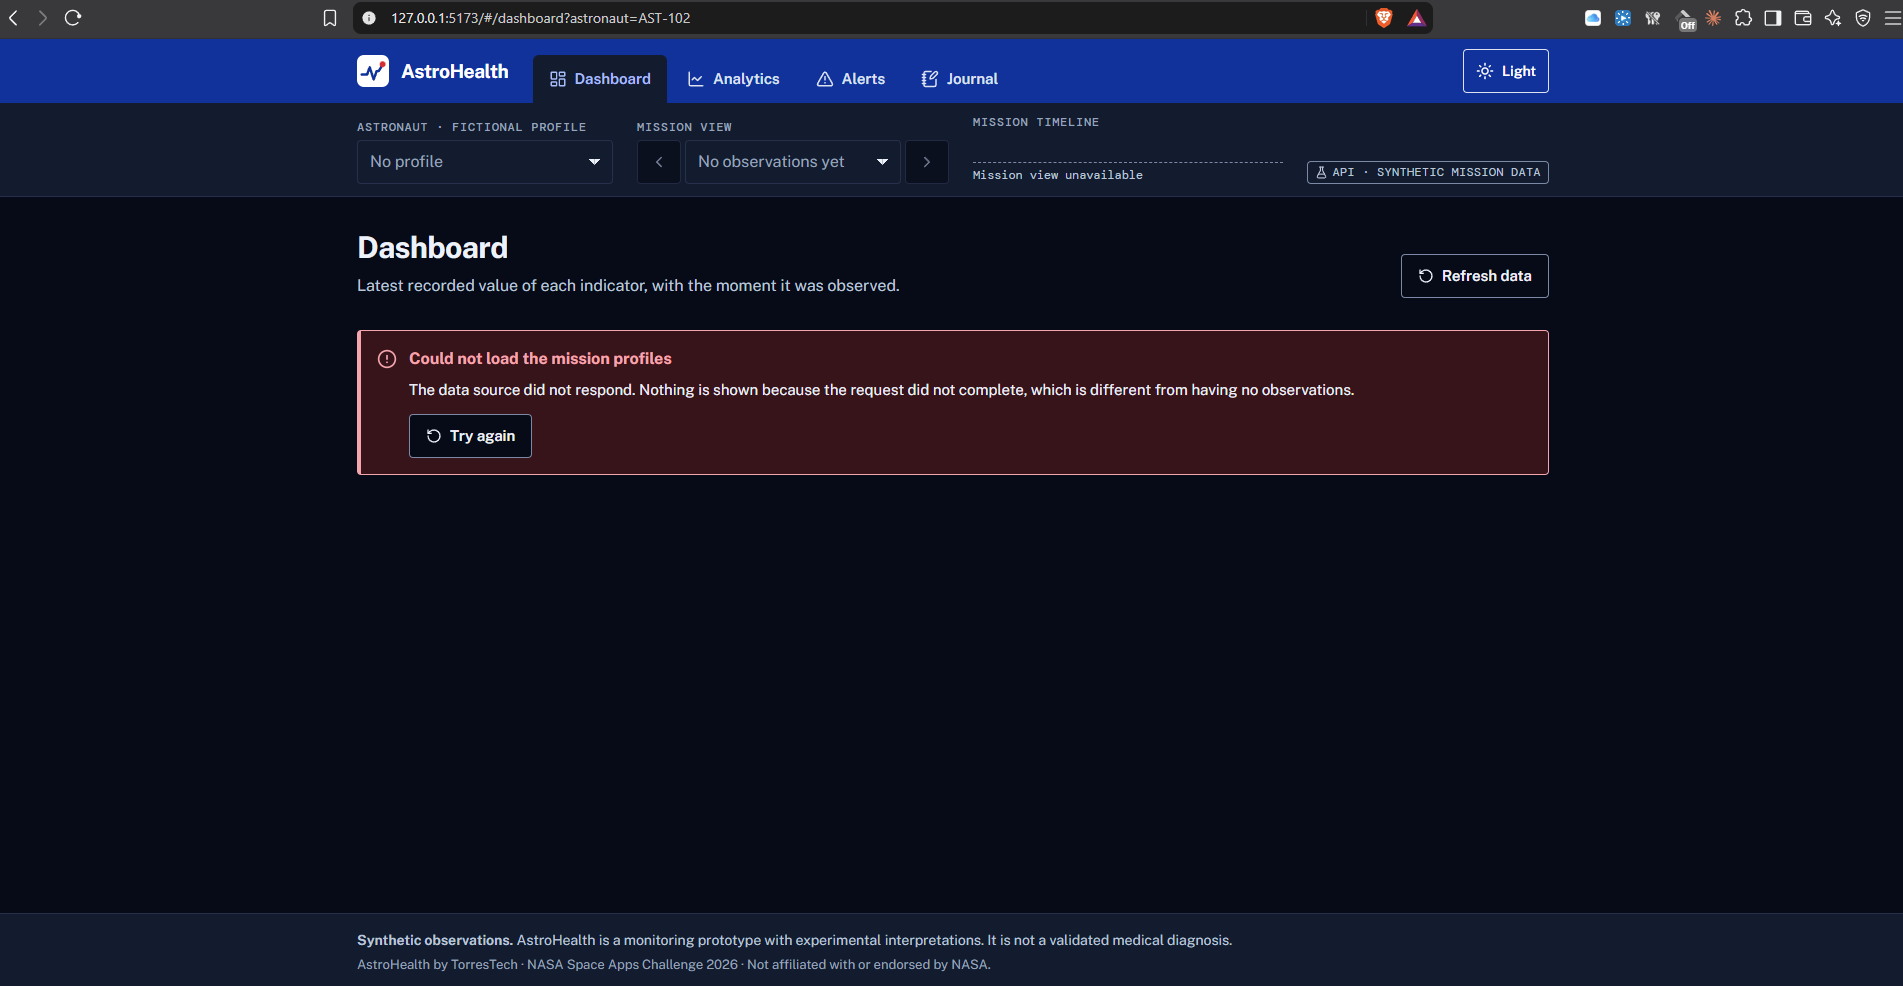 127.0.0.1:5173/#/dashboard?astronaut=AST-102
Off
AstroHealth
Dashboard
Analytics
Alerts
Journal
Light
ASTRONAUT · FICTIONAL PROFILE
No profile
MISSION VIEW
No observations yet
MISSION TIMELINE
Mission view unavailable
API · SYNTHETIC MISSION DATA
Dashboard
Latest recorded value of each indicator, with the moment it was observed.
Refresh data
Could not load the mission profiles
The data source did not respond. Nothing is shown because the request did not complete, which is different from having no observations.
Try again
Synthetic observations. AstroHealth is a monitoring prototype with experimental interpretations. It is not a validated medical diagnosis.
AstroHealth by TorresTech · NASA Space Apps Challenge 2026 · Not affiliated with or endorsed by NASA.